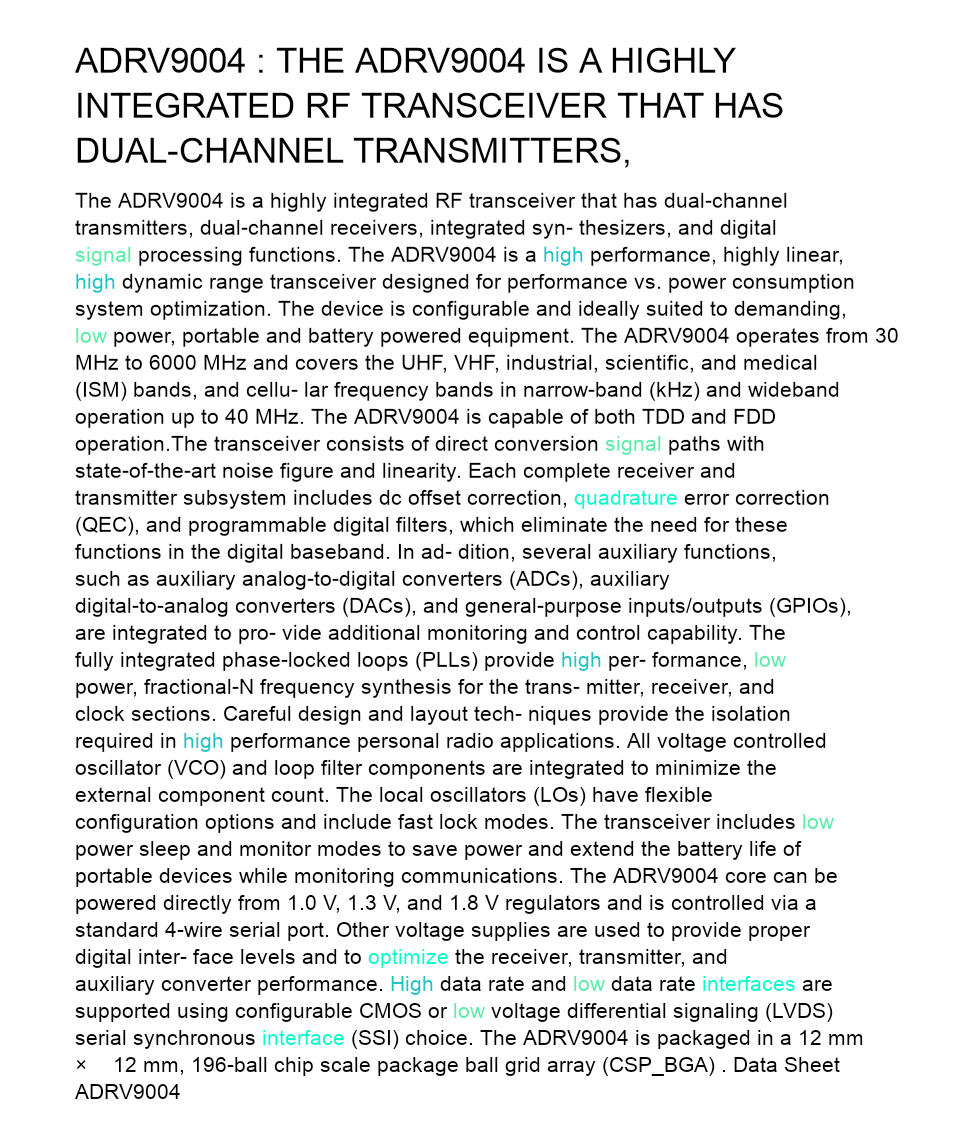 ADRV9004 : THE ADRV9004 IS A HIGHLY
INTEGRATED RF TRANSCEIVER THAT HAS
DUAL-CHANNEL TRANSMITTERS,
The ADRV9004 is a highly integrated RF transceiver that has dual-channel
transmitters, dual-channel receivers, integrated syn- thesizers, and digital
signal processing functions. The ADRV9004 is a high performance, highly linear,
high dynamic range transceiver designed for performance vs. power consumption
system optimization. The device is configurable and ideally suited to demanding,
low power, portable and battery powered equipment. The ADRV9004 operates from 30
MHz to 6000 MHz and covers the UHF, VHF, industrial, scientific, and medical
(ISM) bands, and cellu- lar frequency bands in narrow-band (kHz) and wideband
operation up to 40 MHz. The ADRV9004 is capable of both TDD and FDD
operation.The transceiver consists of direct conversion signal paths with
state-of-the-art noise figure and linearity. Each complete receiver and
transmitter subsystem includes dc offset correction, quadrature error correction
(QEC), and programmable digital filters, which eliminate the need for these
functions in the digital baseband. In ad- dition, several auxiliary functions,
such as auxiliary analog-to-digital converters (ADCs), auxiliary
digital-to-analog converters (DACs), and general-purpose inputs/outputs (GPIOs),
are integrated to pro- vide additional monitoring and control capability. The
fully integrated phase-locked loops (PLLs) provide high per- formance, low
power, fractional-N frequency synthesis for the trans- mitter, receiver, and
clock sections. Careful design and layout tech- niques provide the isolation
required in high performance personal radio applications. All voltage controlled
oscillator (VCO) and loop filter components are integrated to minimize the
external component count. The local oscillators (LOs) have flexible
configuration options and include fast lock modes. The transceiver includes low
power sleep and monitor modes to save power and extend the battery life of
portable devices while monitoring communications. The ADRV9004 core can be
powered directly from 1.0 V, 1.3 V, and 1.8 V regulators and is controlled via a
standard 4-wire serial port. Other voltage supplies are used to provide proper
digital inter- face levels and to optimize the receiver, transmitter, and
auxiliary converter performance. High data rate and low data rate interfaces are
supported using configurable CMOS or low voltage differential signaling (LVDS)
serial synchronous interface (SSI) choice. The ADRV9004 is packaged in a 12 mm
× 12 mm, 196-ball chip scale package ball grid array (CSP_BGA) . Data Sheet
ADRV9004